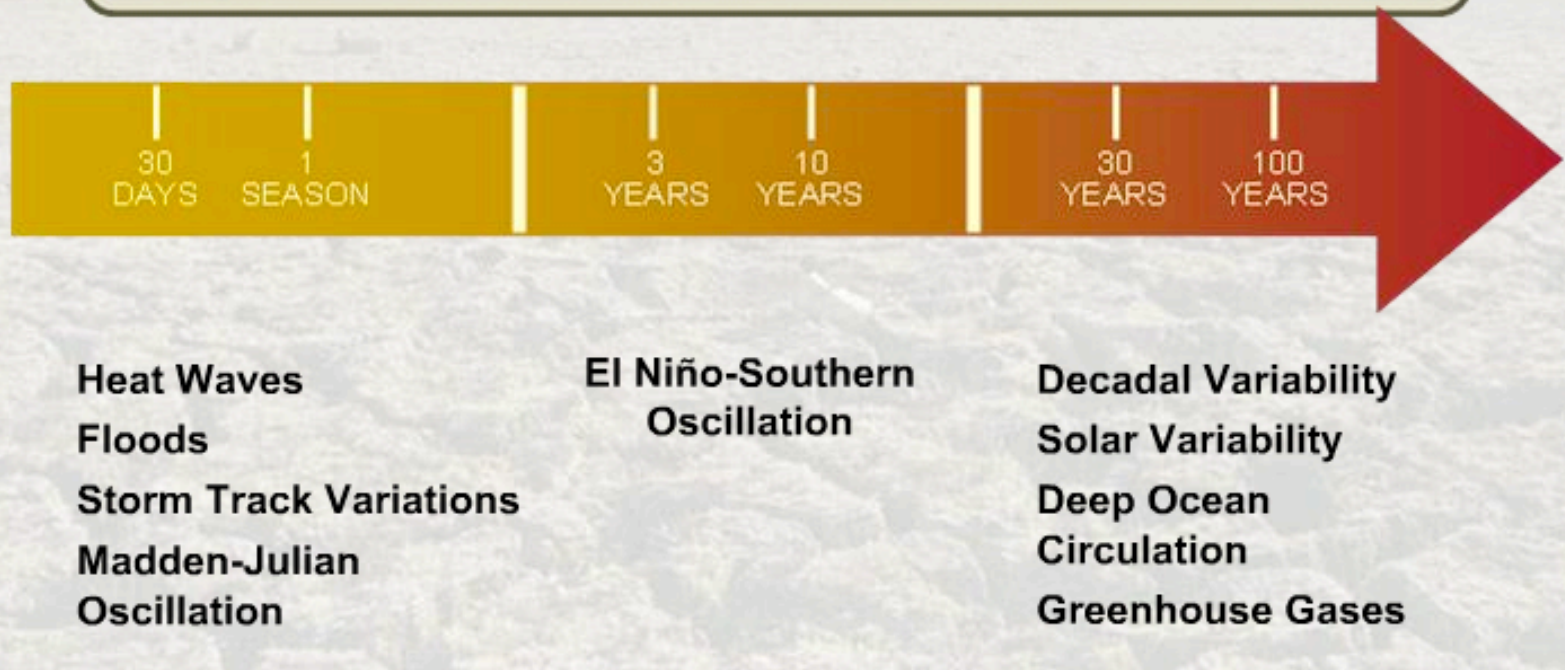 30
DAYS
1
SEASON
3
YEARS
10
YEARS
30
YEARS
100
YEARS
Heat Waves
Floods
Storm Track Variations
Madden-Julian
Oscillation
El Niño-Southern
Oscillation
Decadal Variability
Solar Variability
Deep Ocean
Circulation
Greenhouse Gases